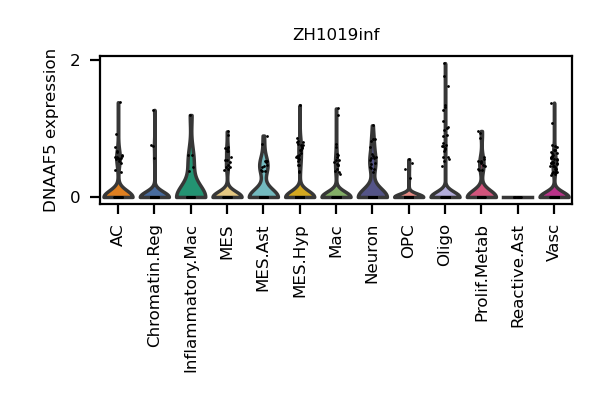 ZH1019inf
DNAAF5 expression
2
0
AC
Chromatin.Reg
Inflammatory.Mac
MES
MES.Ast
MES.Hyp
Mac
Neuron
OPC
Oligo
Prolif.Metab
Reactive.Ast
Vasc